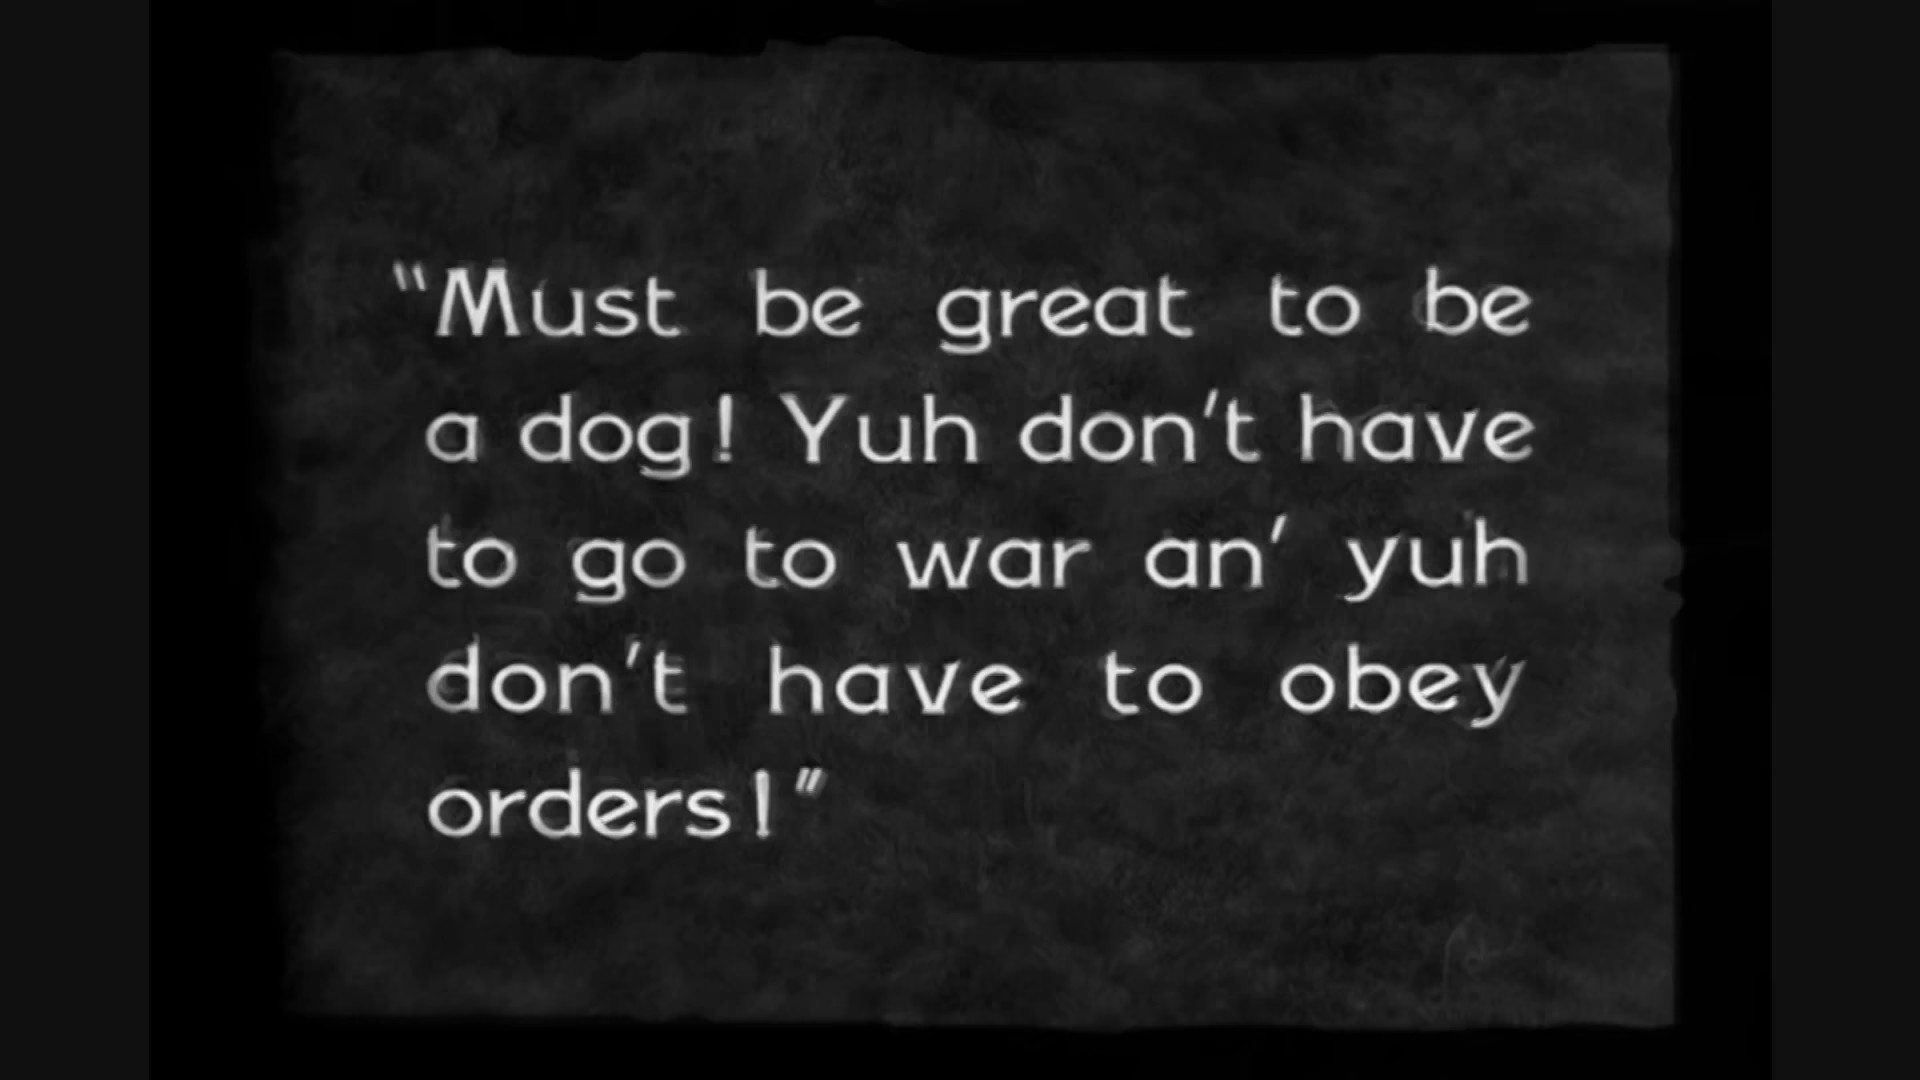 "Must be great to be
a dog! Yuh don't have
to go to war an' yuh
don't have to obey
orders!"